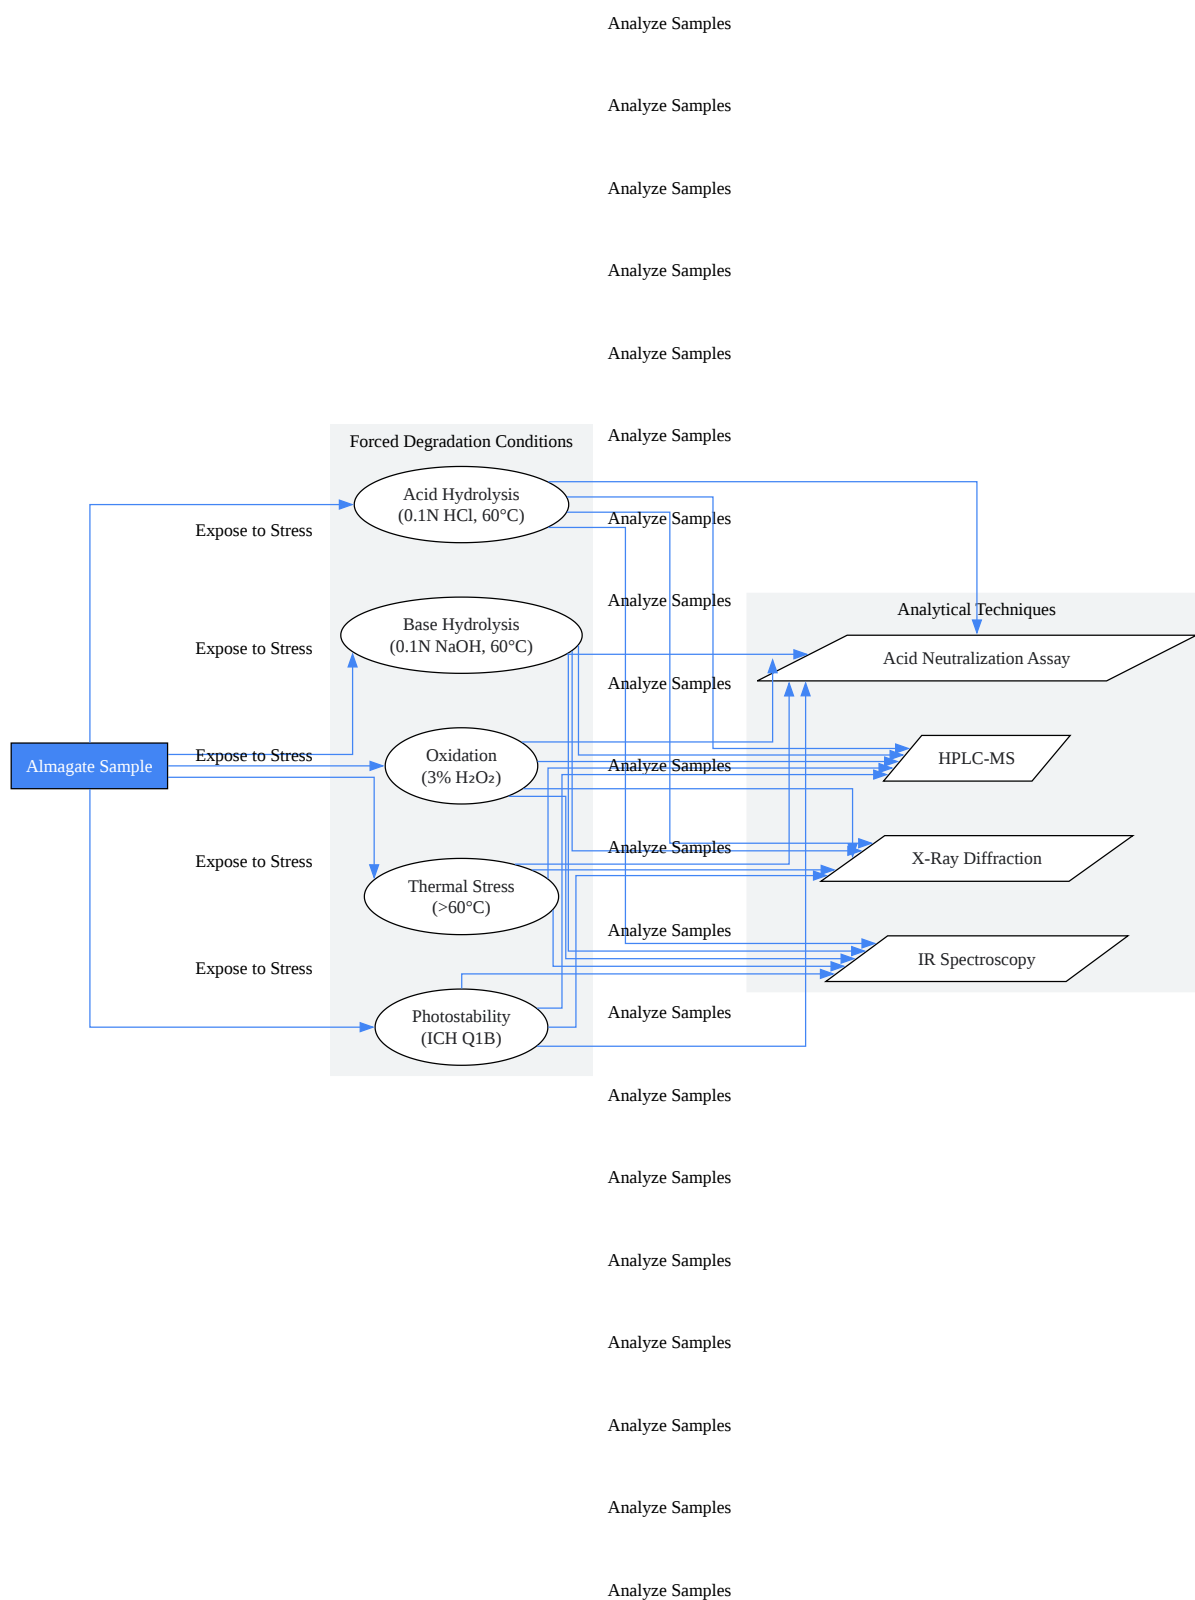 Analyze Samples
Analyze Samples
Analyze Samples
Analyze Samples
Analyze Samples
Analyze Samples
Forced Degradation Conditions
Acid Hydrolysis
(0.1N HCl, 60°C)
Analyze Samples
Expose to Stress
Analyze Samples
Analytical Techniques
Base Hydrolysis
(0.1N NaOH, 60°C)
Expose to Stress
Acid Neutralization Assay
Analyze Samples
Expose to Stress
Almagate Sample
Oxidation
(3% H₂O₂)
Analyze Samples
HPLC-MS
Analyze Samples
Expose to Stress
X-Ray Diffraction
Thermal Stress
(>60°C)
Analyze Samples
Expose to Stress
IR Spectroscopy
Analyze Samples
Photostability
(ICH Q1B)
Analyze Samples
Analyze Samples
Analyze Samples
Analyze Samples
Analyze Samples
Analyze Samples
Analyze Samples